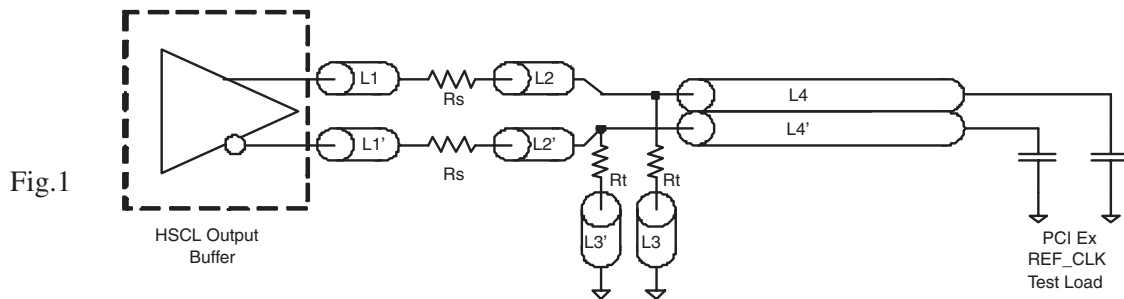 L1
Rs
L2
L4
L1'
Rs
L2'
L4'
Rt
Rt
L3'
L3
Fig.1
HSCL Output
Buffer
PCI Ex
REF_CLK
Test Load